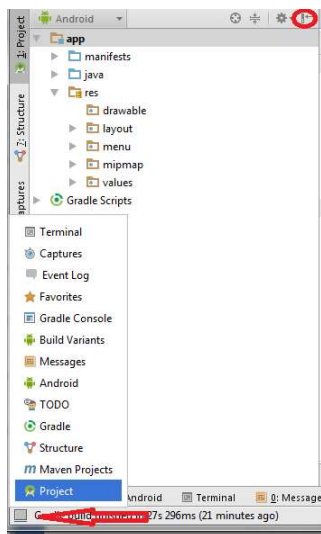 1: Project
Android
app
manifests
java
res
drawable
layout
menu
mipmap
values
Gradle Scripts
7: Structure
aptures
Terminal
Captures
Event Log
Favorites
Gradle Console
Build Variants
Messages
Android
TODO
Gradle
Structure
Maven Projects
Project
Android
Terminal
0: Message
27s 296ms (21 minutes ago)